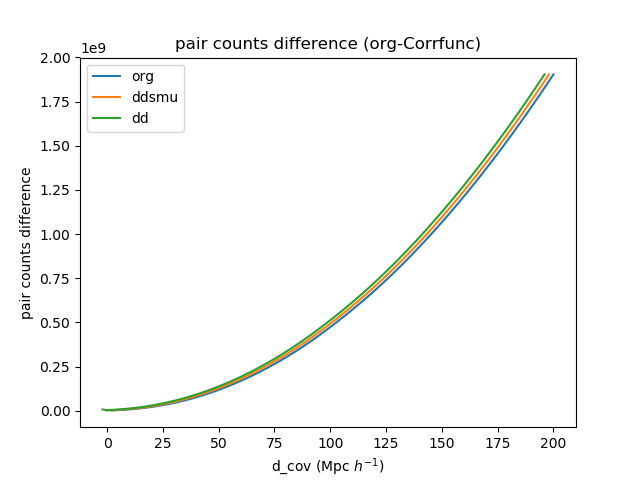 pair counts difference (org-Corrfunc)
1e9
org
ddsmu
dd
2.00
1.75
1.50
1.25
1.00
0.75
0.50
0.25
0.00
pair counts difference
0 25 50 75 100 125 150 175 200
d_cov (Mpc h⁻¹)